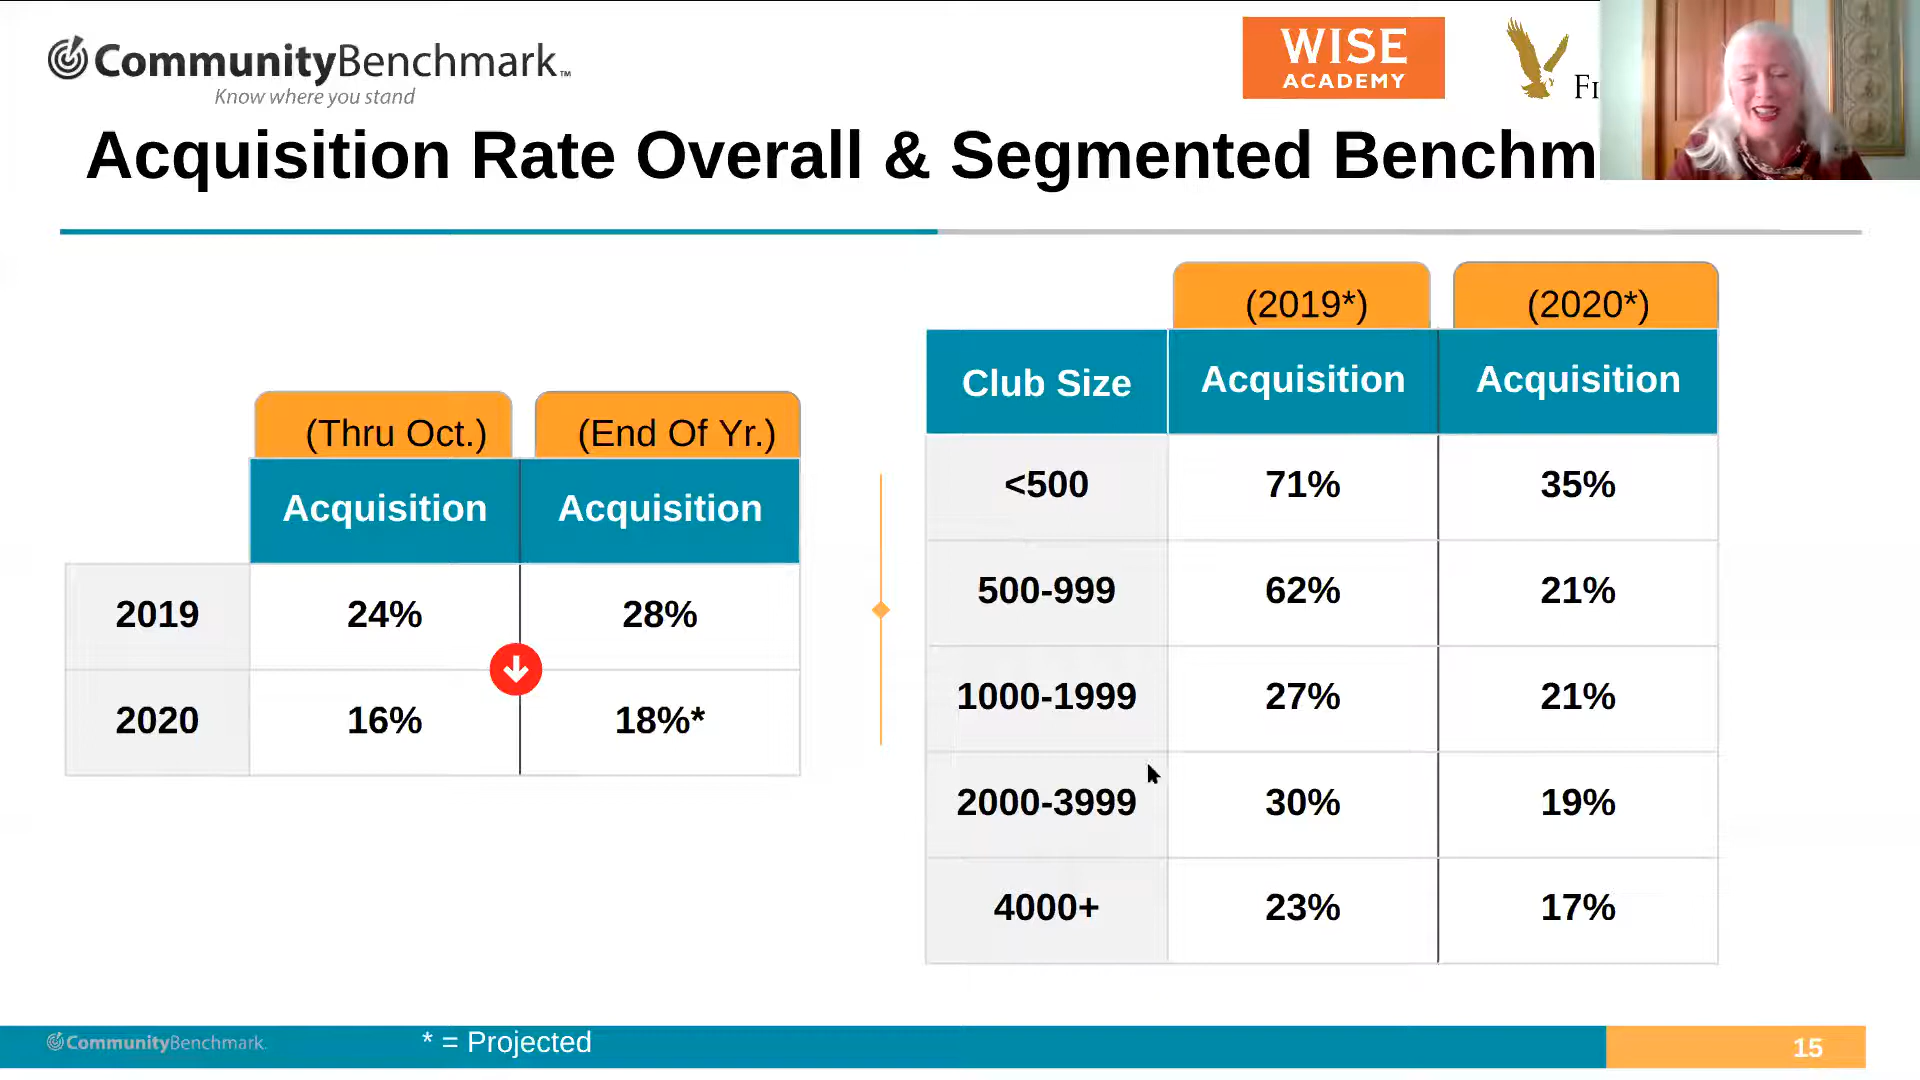 CommunityBenchmark™
Know where you stand
WISE
ACADEMY
Acquisition Rate Overall & Segmented
(Thru Oct.) (End Of Yr.)
Acquisition Acquisition
2019 24% 28%
2020 16% 18%*
(2019*) (2020*)
Club Size Acquisition Acquisition
<500 71% 35%
500-999 62% 21%
1000-1999 27% 21%
2000-3999 30% 19%
4000+ 23% 17%
CommunityBenchmark.
* = Projected
15